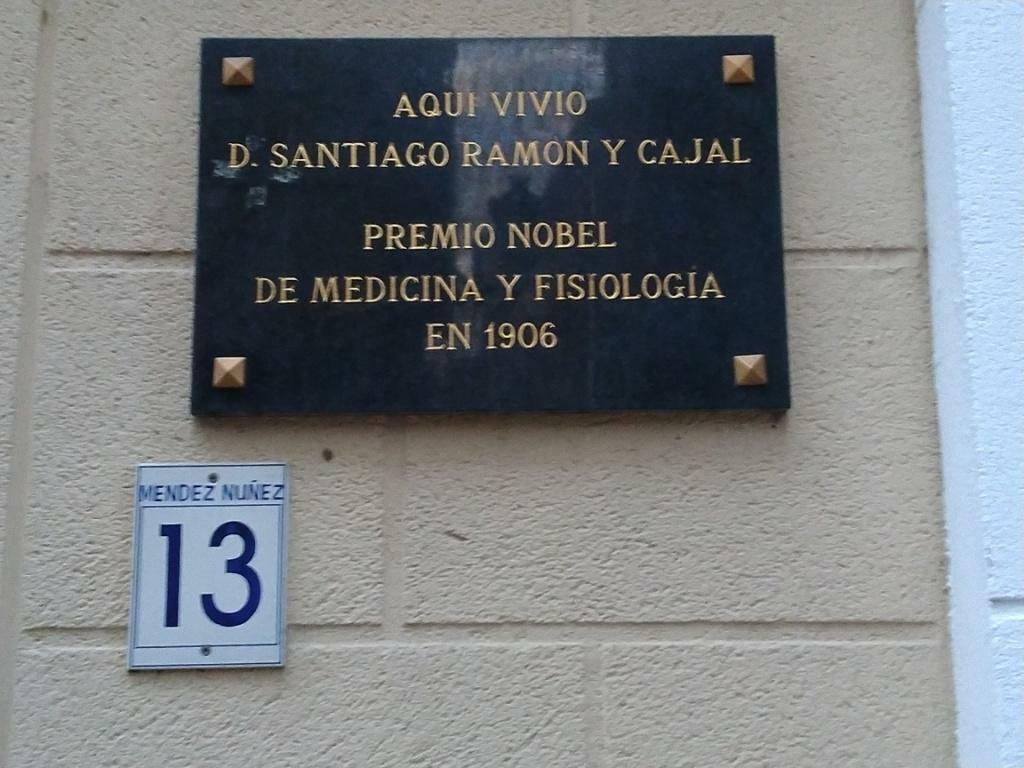 AQUI VIVIO
D. SANTIAGO RAMON Y CAJAL
PREMIO NOBEL
DE MEDICINA Y FISIOLOGÍA
EN 1906
MENDEZ NUÑEZ
13